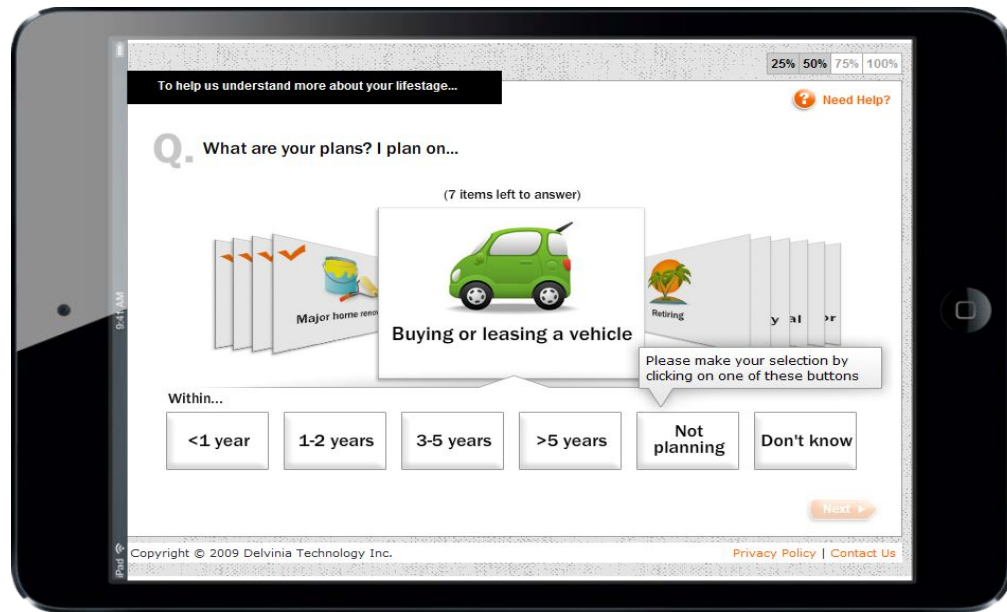 25% 50% 75% 100%
To help us understand more about your lifestage...
? Need Help?
Q. What are your plans? I plan on...
(7 items left to answer)
Major home
Buying or leasing a vehicle
Retiring
Please make your selection by
clicking on one of these buttons
Within...
<1 year
1-2 years
3-5 years
>5 years
Not
planning
Don't know
Next
Copyright © 2009 Delvinia Technology Inc.
Privacy Policy | Contact Us
9:41 AM
iPad